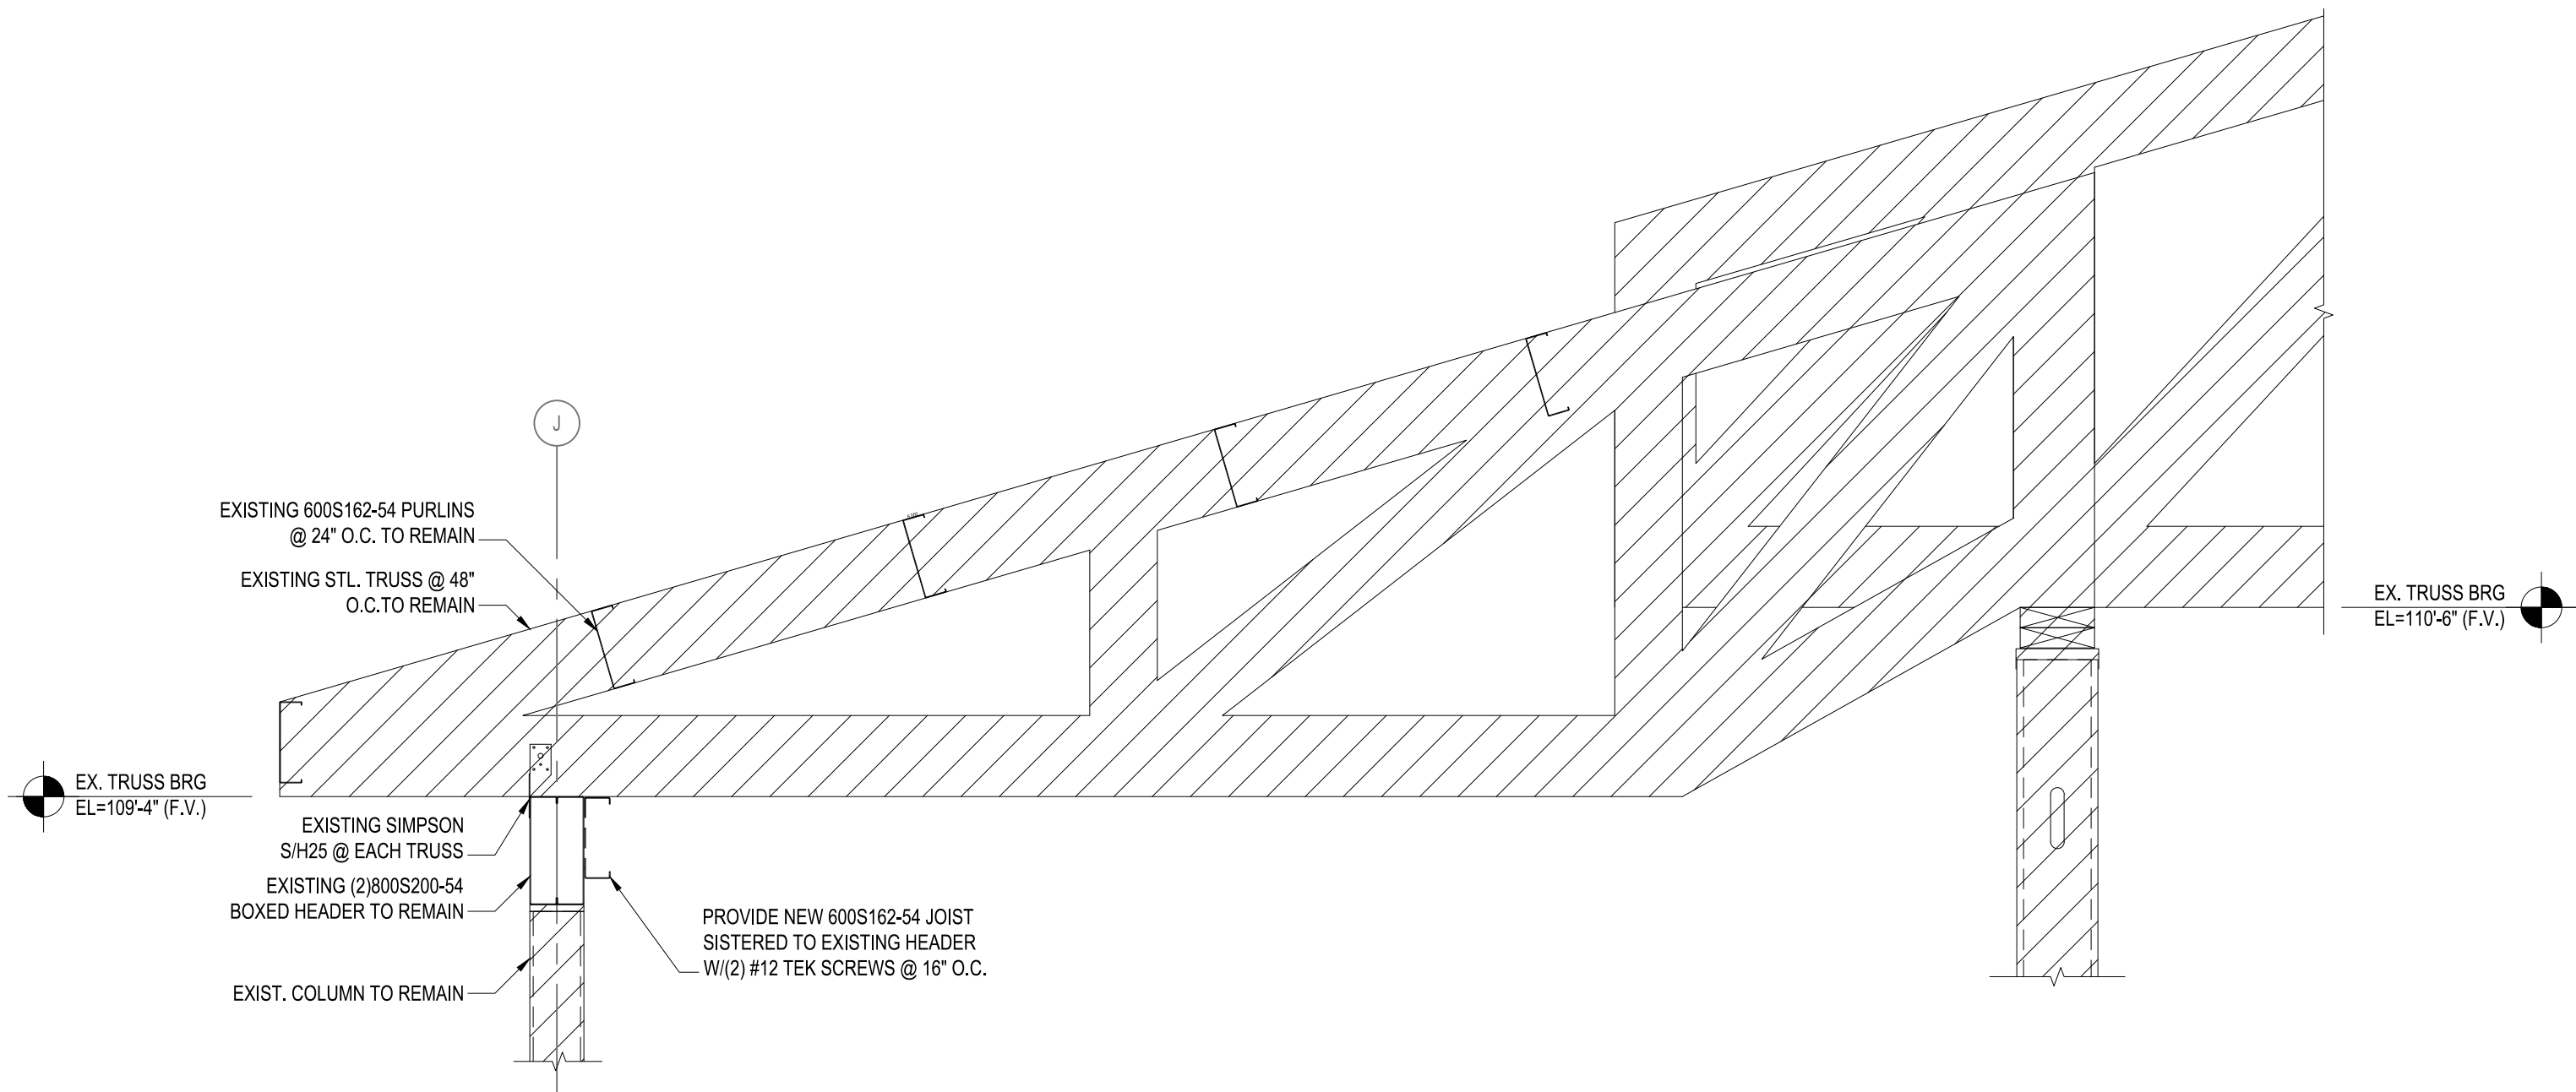 J
EXISTING 600S162-54 PURLINS
@ 24" O.C. TO REMAIN
EXISTING STL. TRUSS @ 48"
O.C.TO REMAIN
EX. TRUSS BRG
EL=110'-6" (F.V.)
EX. TRUSS BRG
EL=109'-4" (F.V.)
EXISTING SIMPSON
S/H25 @ EACH TRUSS
EXISTING (2)800S200-54
BOXED HEADER TO REMAIN
PROVIDE NEW 600S162-54 JOIST
SISTERED TO EXISTING HEADER
W/(2) #12 TEK SCREWS @ 16" O.C.
EXIST. COLUMN TO REMAIN